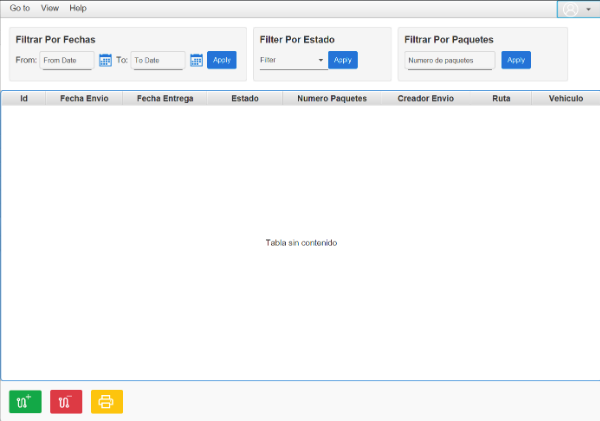 Go to View Help
Filtrar Por Fechas
From: From Date To: To Date Apply
Filter Por Estado
Filter Apply
Filtrar Por Paquetes
Numero de paquetes Apply
Id Fecha Envio Fecha Entrega Estado Numero Paquetes Creador Envio Ruta Vehiculo
Tabla sin contenido